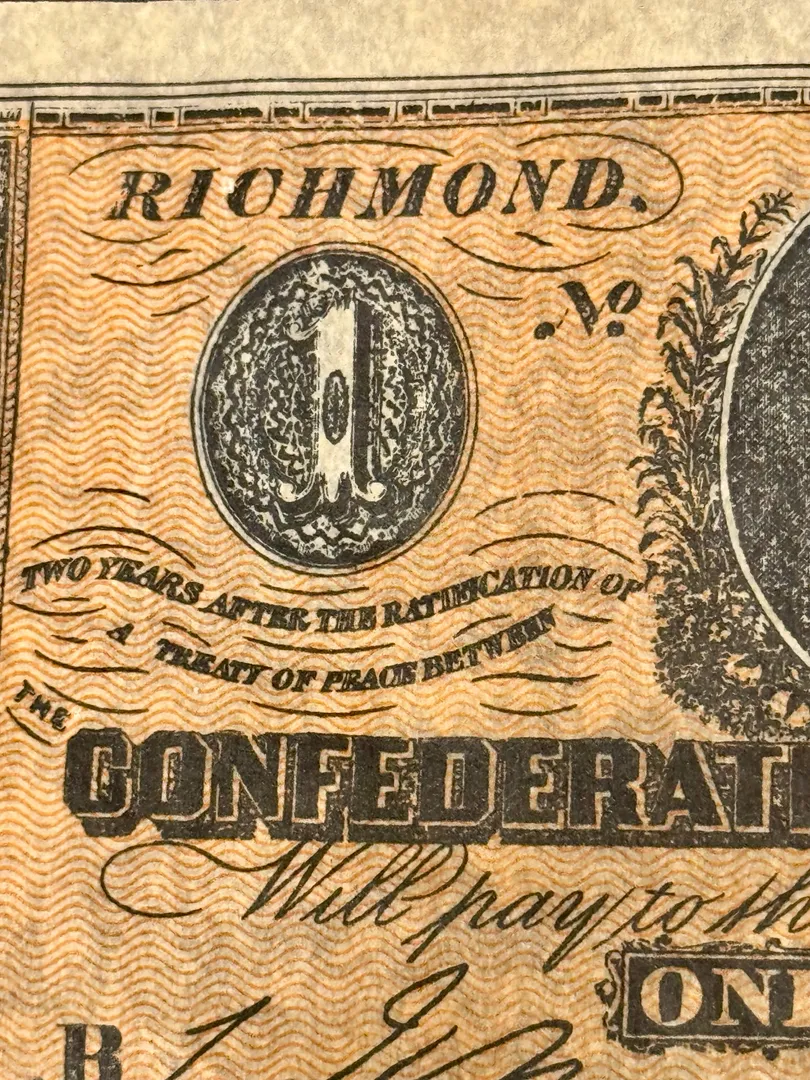 RICHMOND.
1
No
TWO YEARS AFTER THE RATIFICATION OF
A TREATY OF PEACE BETWEEN
THE
CONFEDERAT
Will pay to th
ON
R